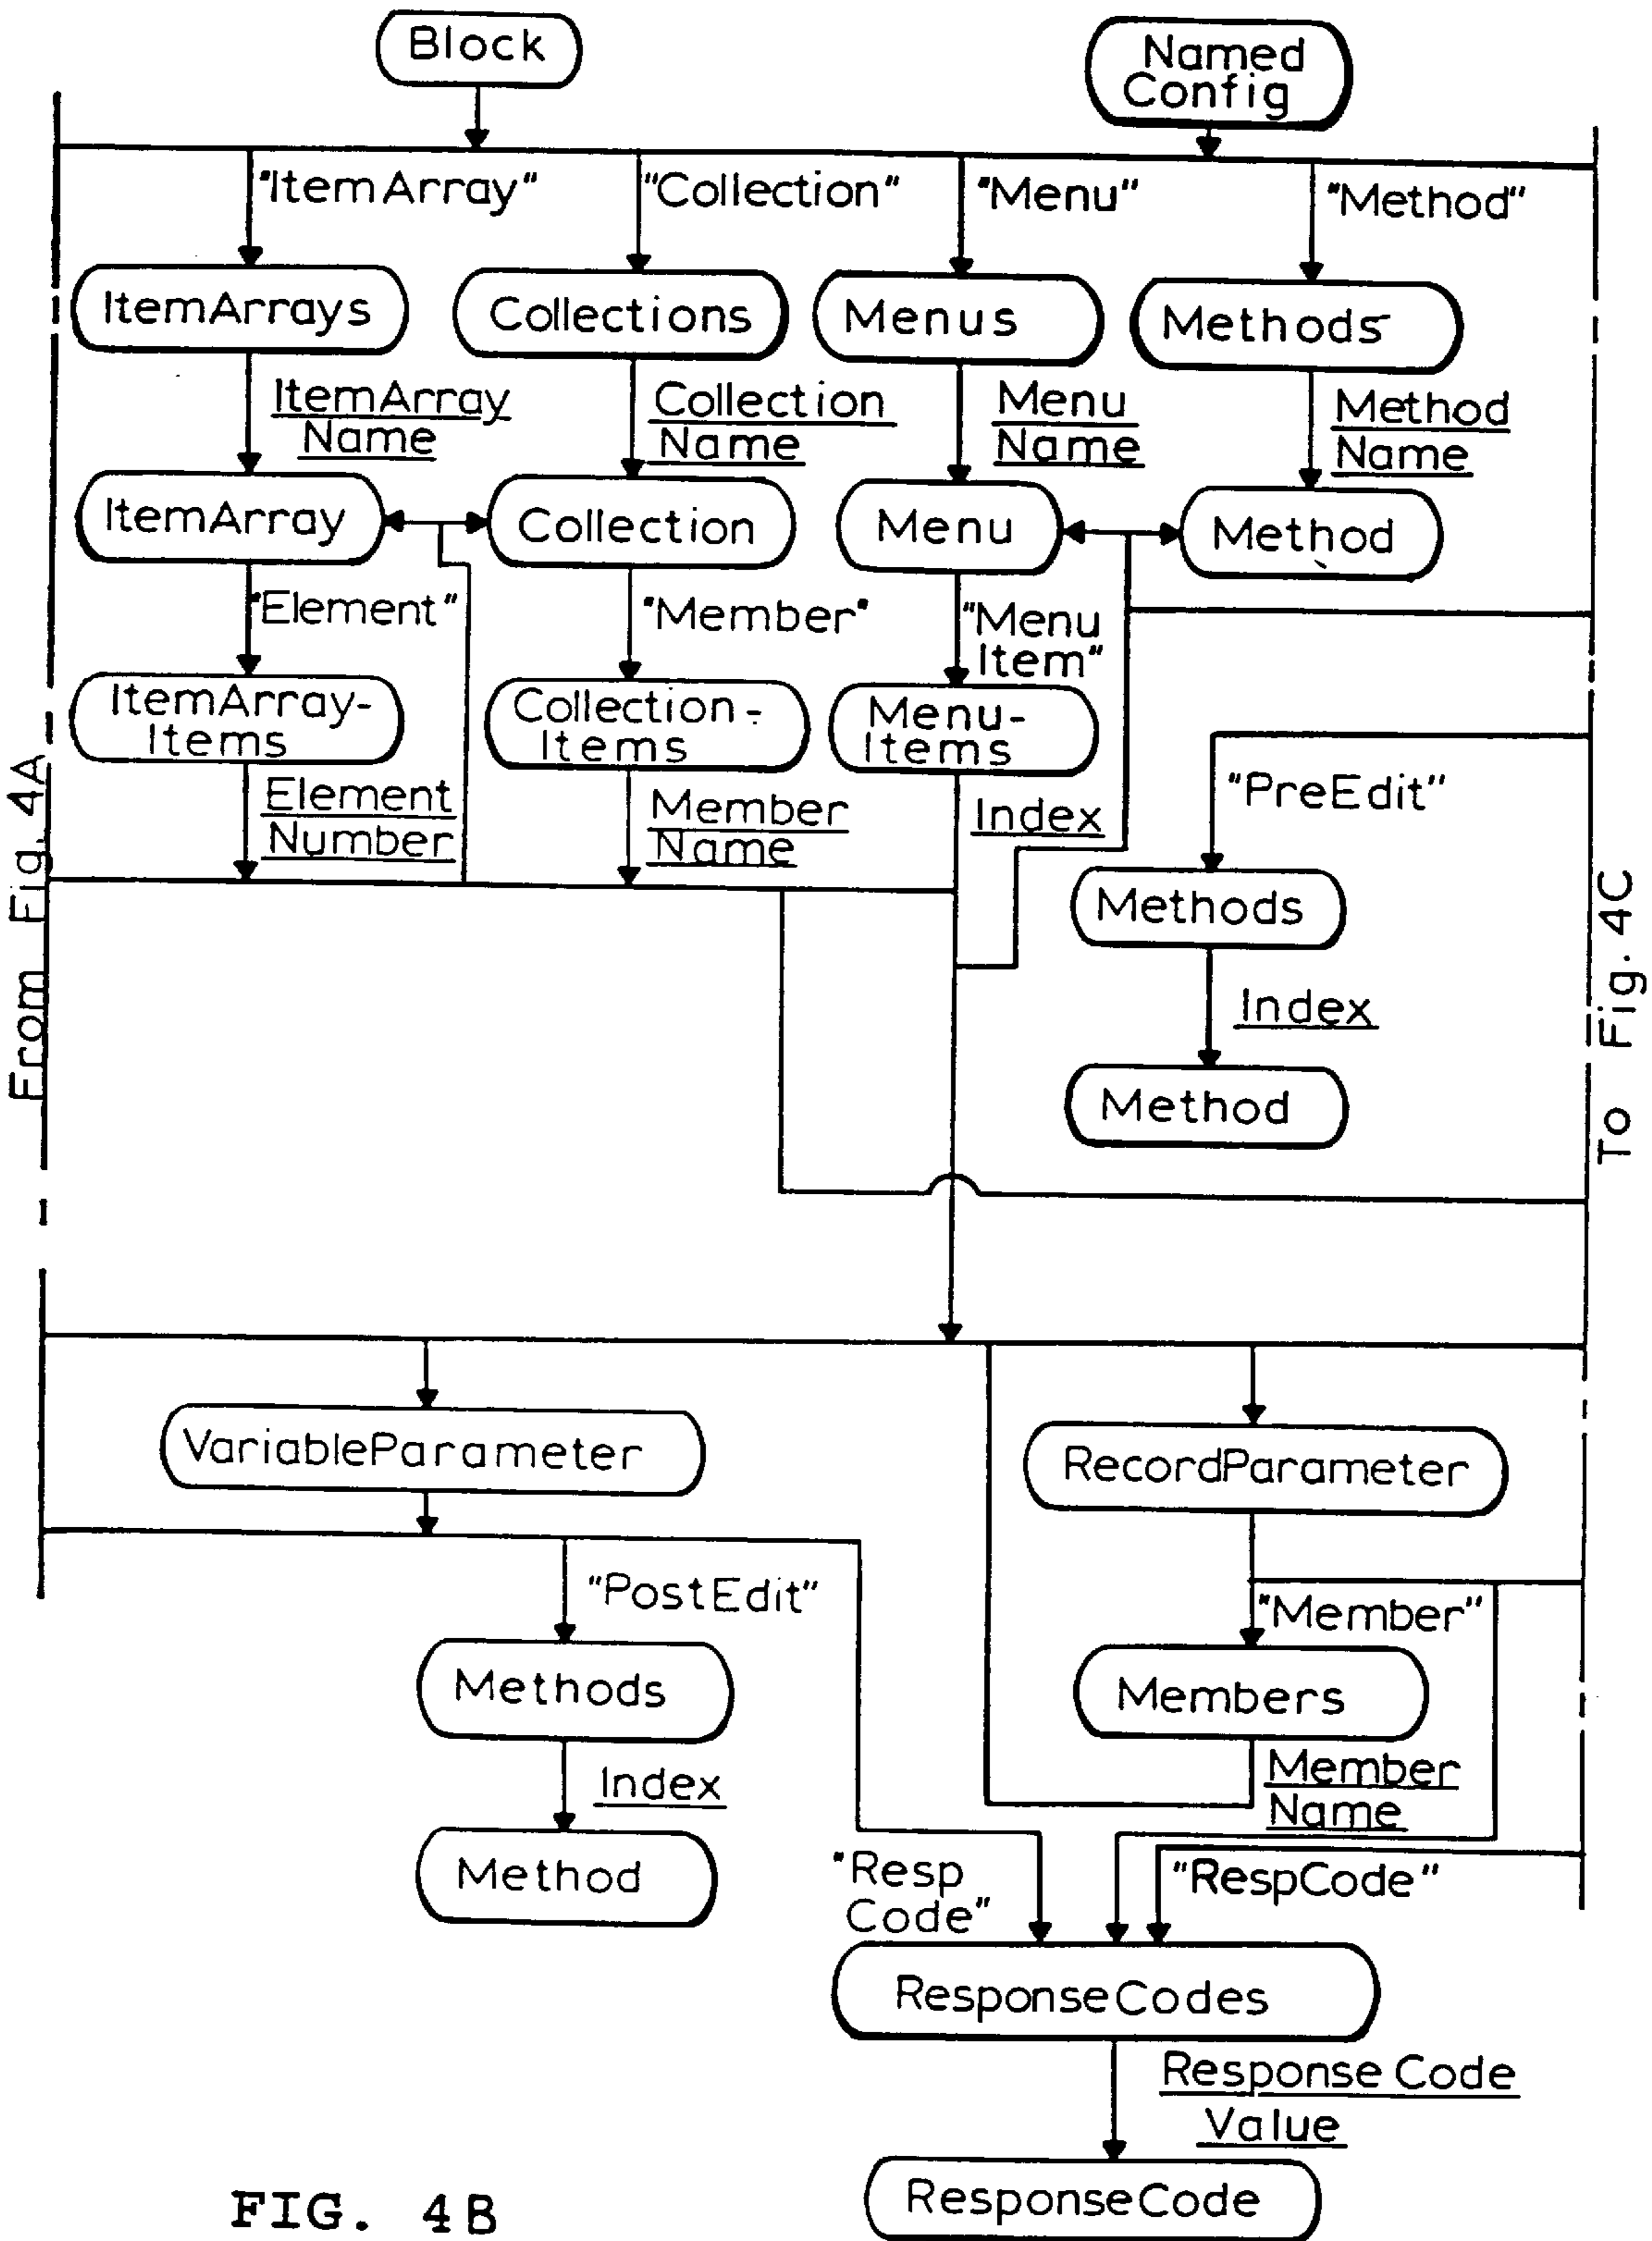 Block
Named
Config
"ItemArray"
"Collection"
"Menu"
"Method"
ItemArrays
Collections
Menus
Methods
ItemArray
Name
Collection
Name
Menu
Name
Method
Name
ItemArray
Collection
Menu
Method
"Element"
"Member"
"Menu
Item"
ItemArray-
Items
Collection-
Items
Menu-
Items
"PreEdit"
Element
Number
Member
Name
Index
Methods
Index
Method
From Fig. 4A
To Fig. 4C
VariableParameter
RecordParameter
"PostEdit"
"Member"
Methods
Members
Index
Member
Name
Method
"Resp
Code"
"RespCode"
ResponseCodes
Response Code
Value
ResponseCode
FIG. 4B